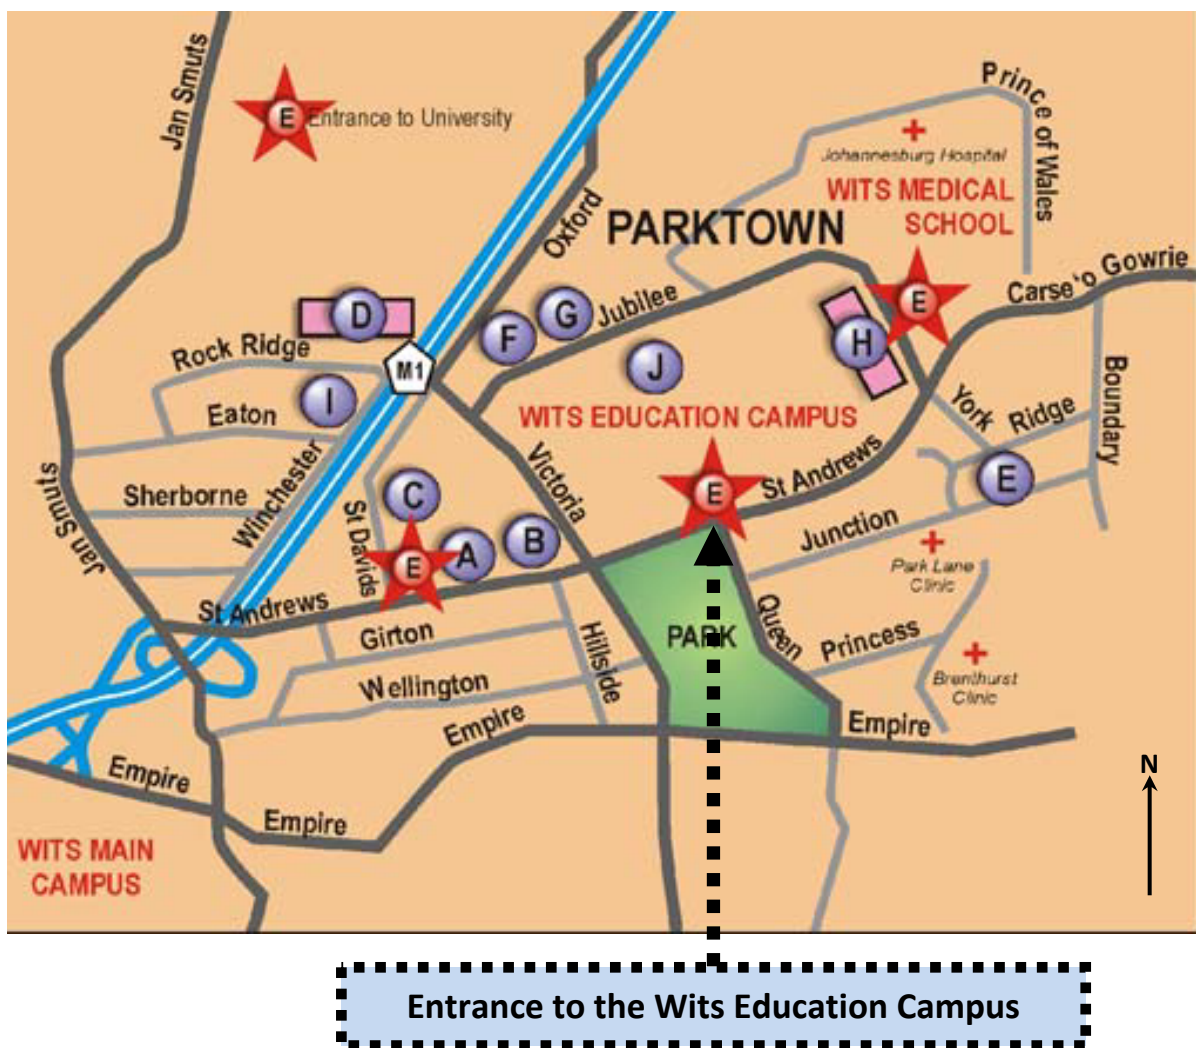 Jan Smuts
E
Entrance to University
Oxford
Prince of Wales
Johannesburg Hospital
WITS MEDICAL
SCHOOL
PARKTOWN
E
Carse 'o Gowrie
D
F
G
Jubilee
H
J
Rock Ridge
M1
I
Eaton
WITS EDUCATION CAMPUS
York
Ridge
Boundary
Jan Smuts
Sherborne
Winchester
C
St Davids
E
A
B
Victoria
E
St Andrews
E
Junction
Park Lane
Clinic
St Andrews
Girton
Hillside
PARK
Queen
Princess
Wellington
Brenthurst
Clinic
Empire
Empire
Empire
Empire
N
WITS MAIN
CAMPUS
Entrance to the Wits Education Campus